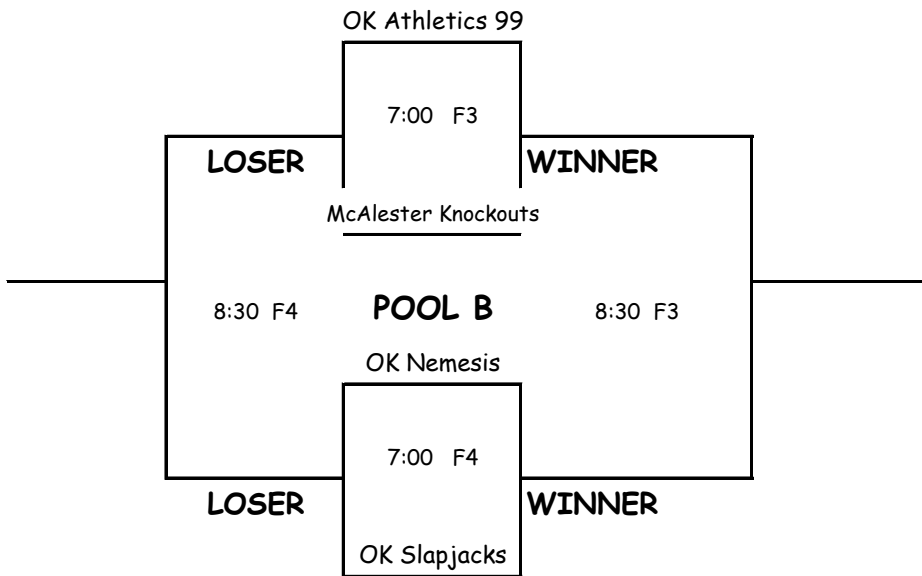 OK Athletics 99
7:00 F3
LOSER WINNER
McAlester Knockouts
8:30 F4 POOL B 8:30 F3
OK Nemesis
7:00 F4
LOSER WINNER
OK Slapjacks